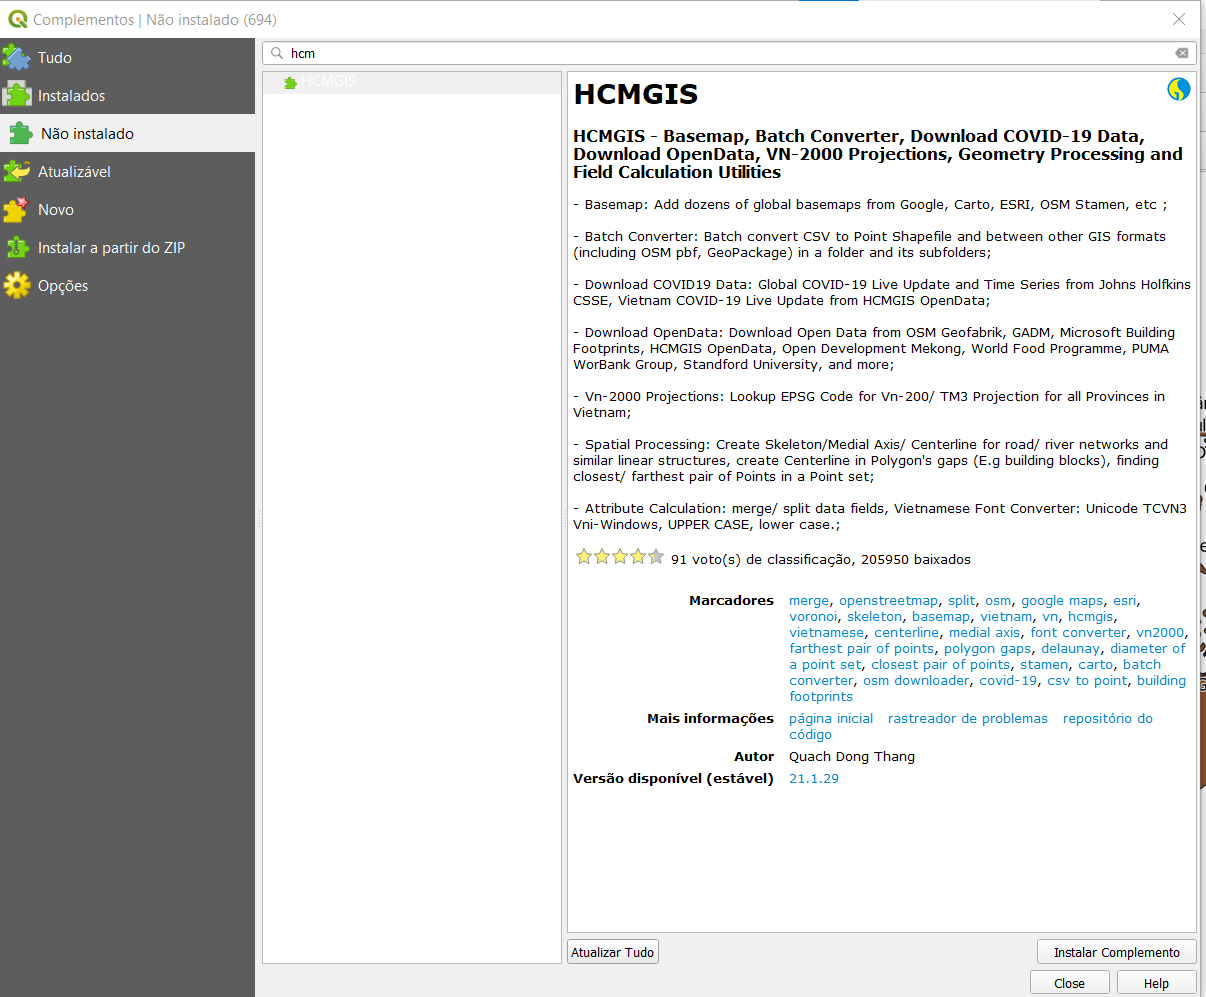 Complementos | Não instalado (694)
Tudo
Instalados
Não instalado
Atualizável
Novo
Instalar a partir do ZIP
Opções
hcm
HCMGIS
HCMGIS
HCMGIS - Basemap, Batch Converter, Download COVID-19 Data,
Download OpenData, VN-2000 Projections, Geometry Processing and
Field Calculation Utilities
- Basemap: Add dozens of global basemaps from Google, Carto, ESRI, OSM Stamen, etc ;
- Batch Converter: Batch convert CSV to Point Shapefile and between other GIS formats
(including OSM pbf, GeoPackage) in a folder and its subfolders;
- Download COVID19 Data: Global COVID-19 Live Update and Time Series from Johns Holfkins
CSSE, Vietnam COVID-19 Live Update from HCMGIS OpenData;
- Download OpenData: Download Open Data from OSM Geofabrik, GADM, Microsoft Building
Footprints, HCMGIS OpenData, Open Development Mekong, World Food Programme, PUMA
WorBank Group, Standford University, and more;
- Vn-2000 Projections: Lookup EPSG Code for Vn-200/ TM3 Projection for all Provinces in
Vietnam;
- Spatial Processing: Create Skeleton/Medial Axis/ Centerline for road/ river networks and
similar linear structures, create Centerline in Polygon's gaps (E.g building blocks), finding
closest/ farthest pair of Points in a Point set;
- Attribute Calculation: merge/ split data fields, Vietnamese Font Converter: Unicode TCVN3
Vni-Windows, UPPER CASE, lower case.;
91 voto(s) de classificação, 205950 baixados
Marcadores merge, openstreetmap, split, osm, google maps, esri,
voronoi, skeleton, basemap, vietnam, vn, hcmgis,
vietnamese, centerline, medial axis, font converter, vn2000,
farthest pair of points, polygon gaps, delaunay, diameter of
a point set, closest pair of points, stamen, carto, batch
converter, osm downloader, covid-19, csv to point, building
footprints
Mais informações página inicial rastreador de problemas repositório do
código
Autor Quach Dong Thang
Versão disponível (estável) 21.1.29
Atualizar Tudo
Instalar Complemento
Close
Help